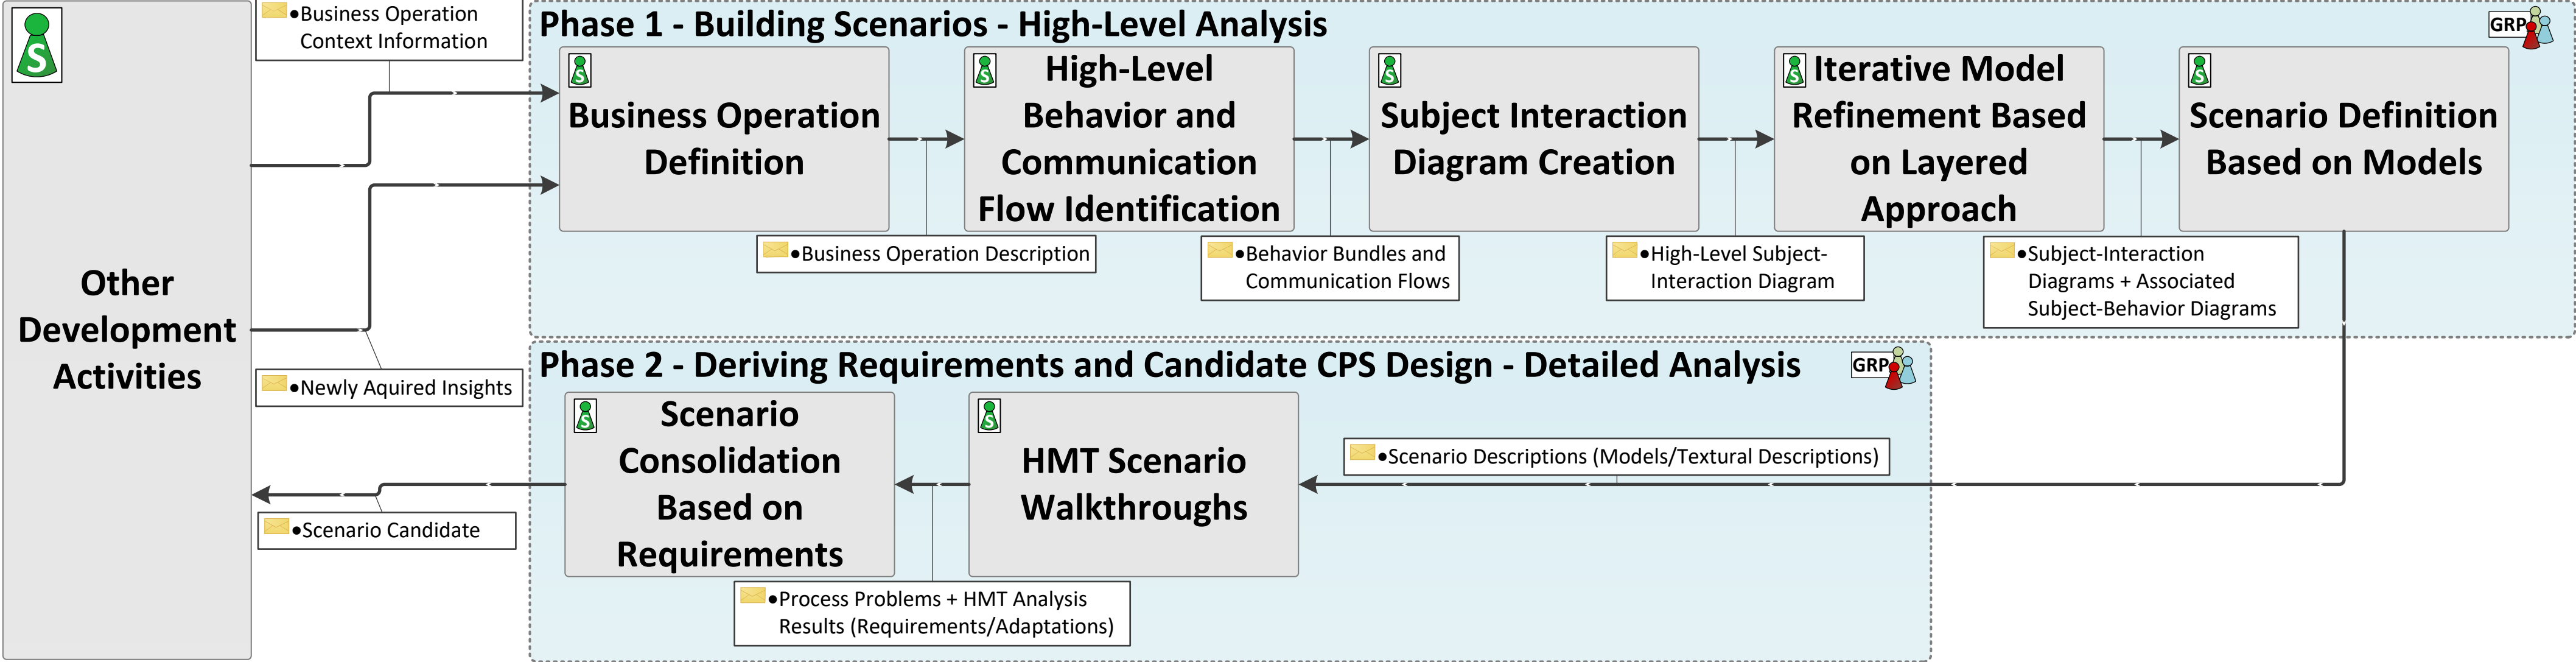 S
Other
Development
Activities
•Business Operation
Context Information
•Newly Aquired Insights
•Scenario Candidate
Phase 1 - Building Scenarios - High-Level Analysis
GRP
S
Business Operation
Definition
•Business Operation Description
S
High-Level
Behavior and
Communication
Flow Identification
•Behavior Bundles and
Communication Flows
S
Subject Interaction
Diagram Creation
•High-Level Subject-
Interaction Diagram
S
Iterative Model
Refinement Based
on Layered
Approach
•Subject-Interaction
Diagrams + Associated
Subject-Behavior Diagrams
S
Scenario Definition
Based on Models
Phase 2 - Deriving Requirements and Candidate CPS Design - Detailed Analysis
GRP
•Scenario Descriptions (Models/Textural Descriptions)
S
HMT Scenario
Walkthroughs
•Process Problems + HMT Analysis
Results (Requirements/Adaptations)
S
Scenario
Consolidation
Based on
Requirements